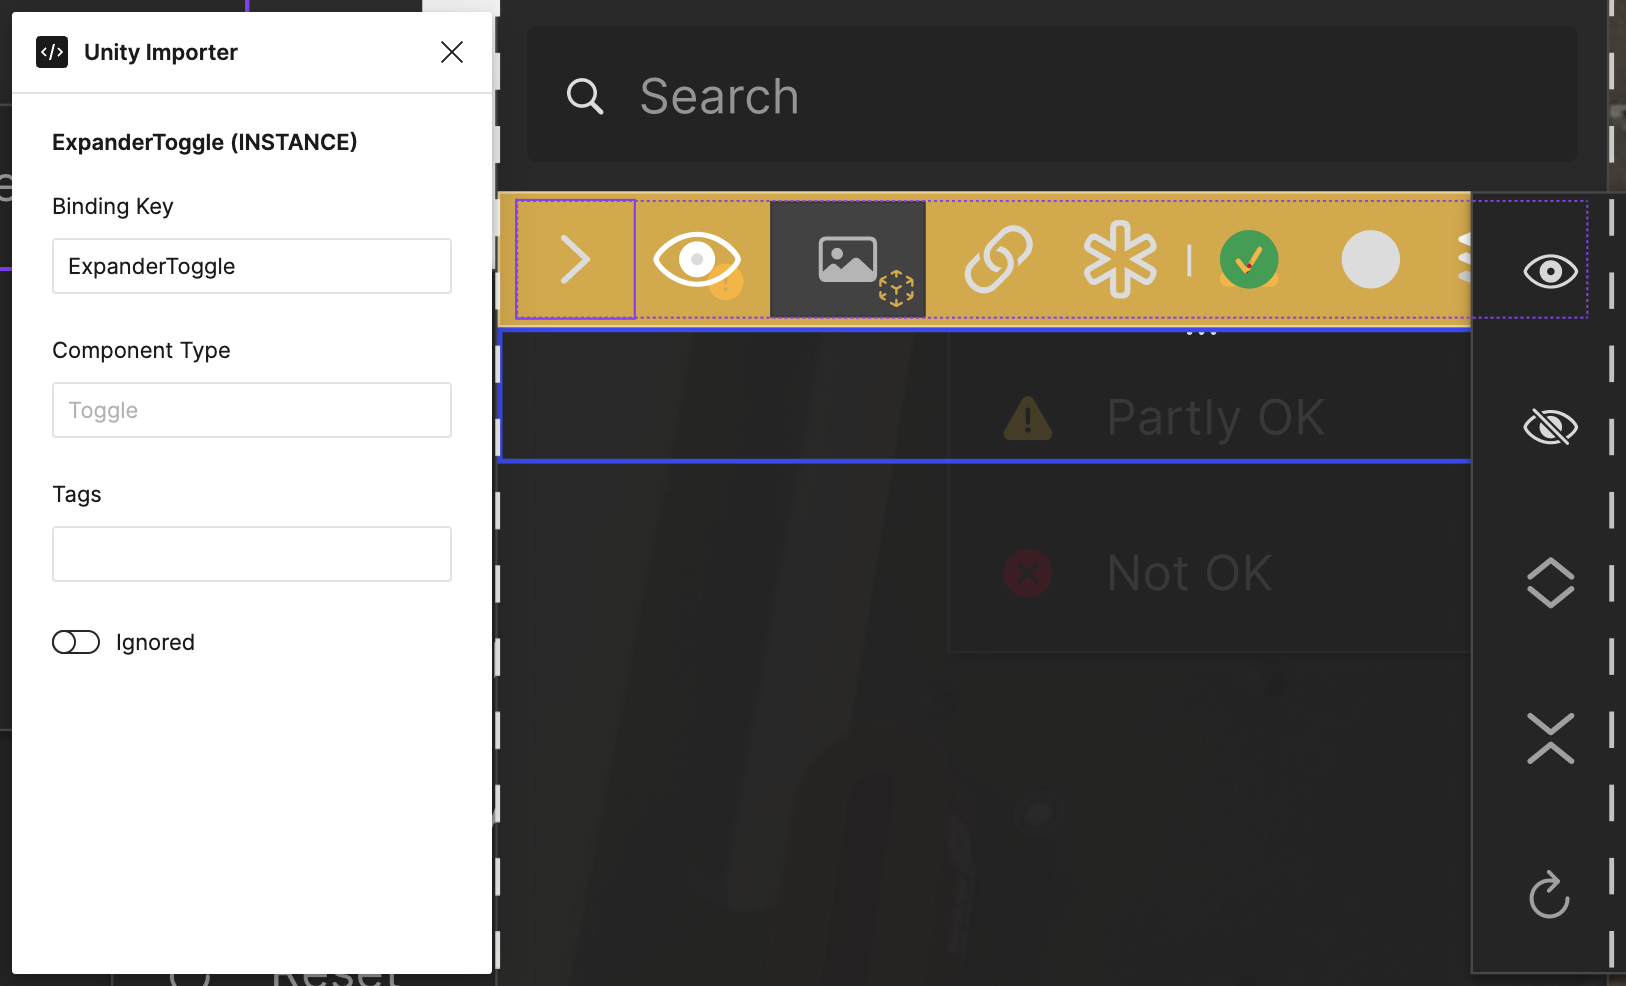 Unity Importer
ExpanderToggle (INSTANCE)
Binding Key
ExpanderToggle
Component Type
Toggle
Tags
Ignored
Search
Partly OK
Not OK
Reset